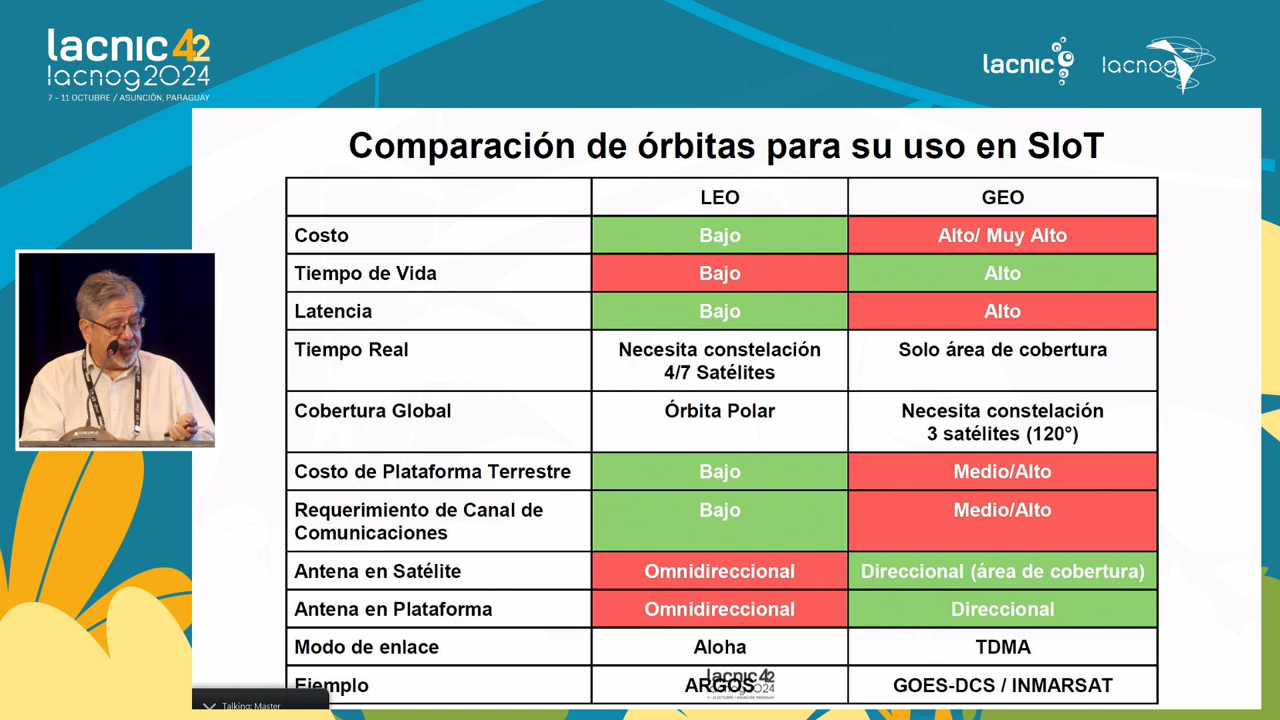 lacnic 42
lacnog2024
7 - 11 OCTUBRE / ASUNCIÓN, PARAGUAY
lacnic
lacnog
Comparación de órbitas para su uso en SIoT
LEO GEO
Costo Bajo Alto/ Muy Alto
Tiempo de Vida Bajo Alto
Latencia Bajo Alto
Tiempo Real Necesita constelación Solo área de cobertura
4/7 Satélites
Cobertura Global Órbita Polar Necesita constelación
3 satélites (120°)
Costo de Plataforma Terrestre Bajo Medio/Alto
Requerimiento de Canal de Bajo Medio/Alto
Comunicaciones
Antena en Satélite Omnidireccional Direccional (área de cobertura)
Antena en Plataforma Omnidireccional Direccional
Modo de enlace Aloha TDMA
lacnic 42
Ejemplo ARGOS GOES-DCS / INMARSAT
Talking: Master